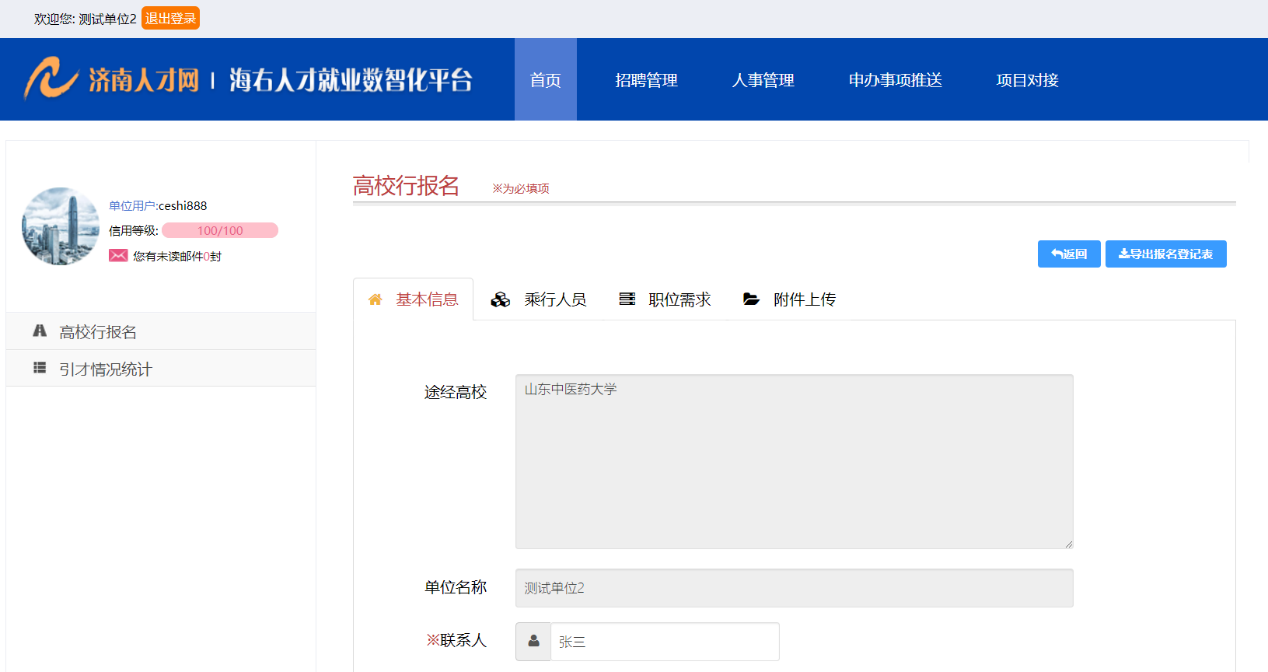 欢迎您: 测试单位2 退出登录
济南人才网 | 海右人才就业数智化平台 首页 招聘管理 人事管理 申办事项推送 项目对接
单位用户:ceshi888
信用等级: 100/100
您有未读邮件0封
高校行报名
引才情况统计
高校行报名 ※为必填项
返回 导出报名登记表
基本信息 乘行人员 职位需求 附件上传
途经高校 山东中医药大学
单位名称 测试单位2
※联系人 张三